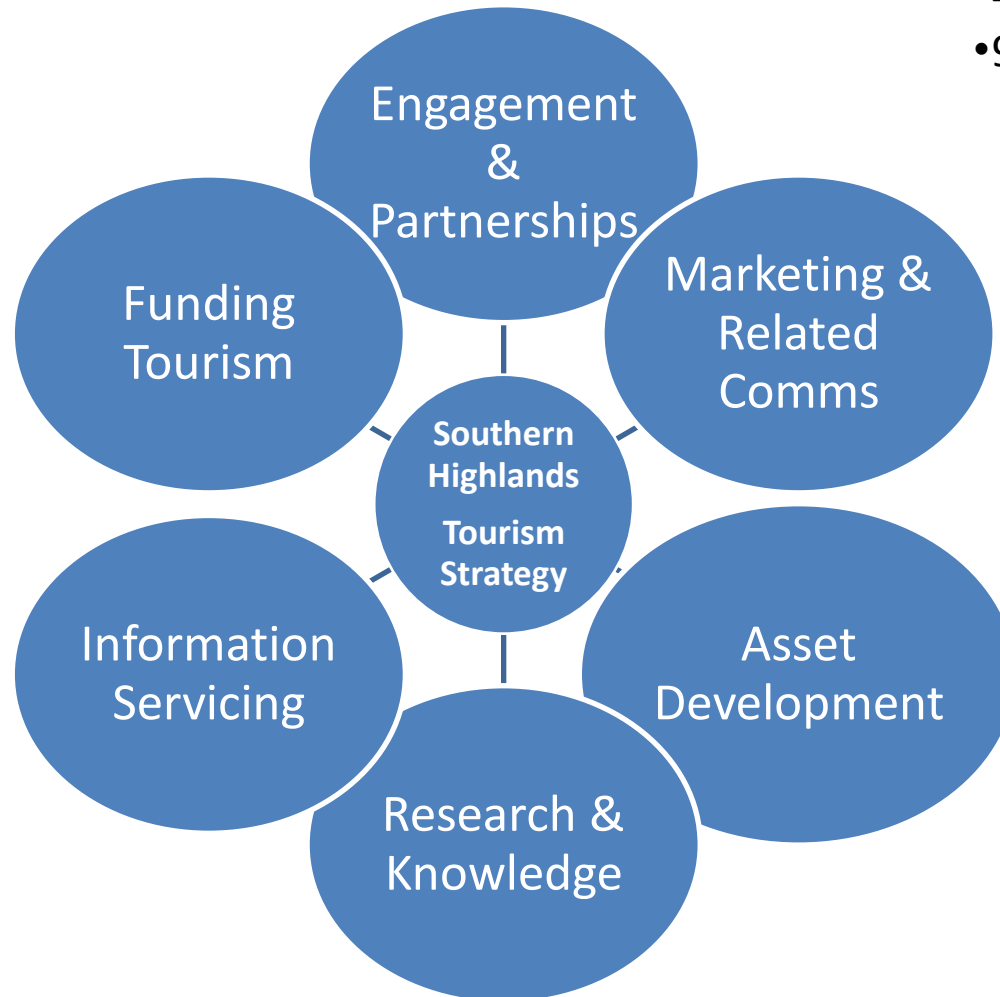 Engagement
&
Partnerships
Marketing &
Related
Comms
Asset
Development
Research &
Knowledge
Information
Servicing
Funding
Tourism
Southern
Highlands
Tourism
Strategy